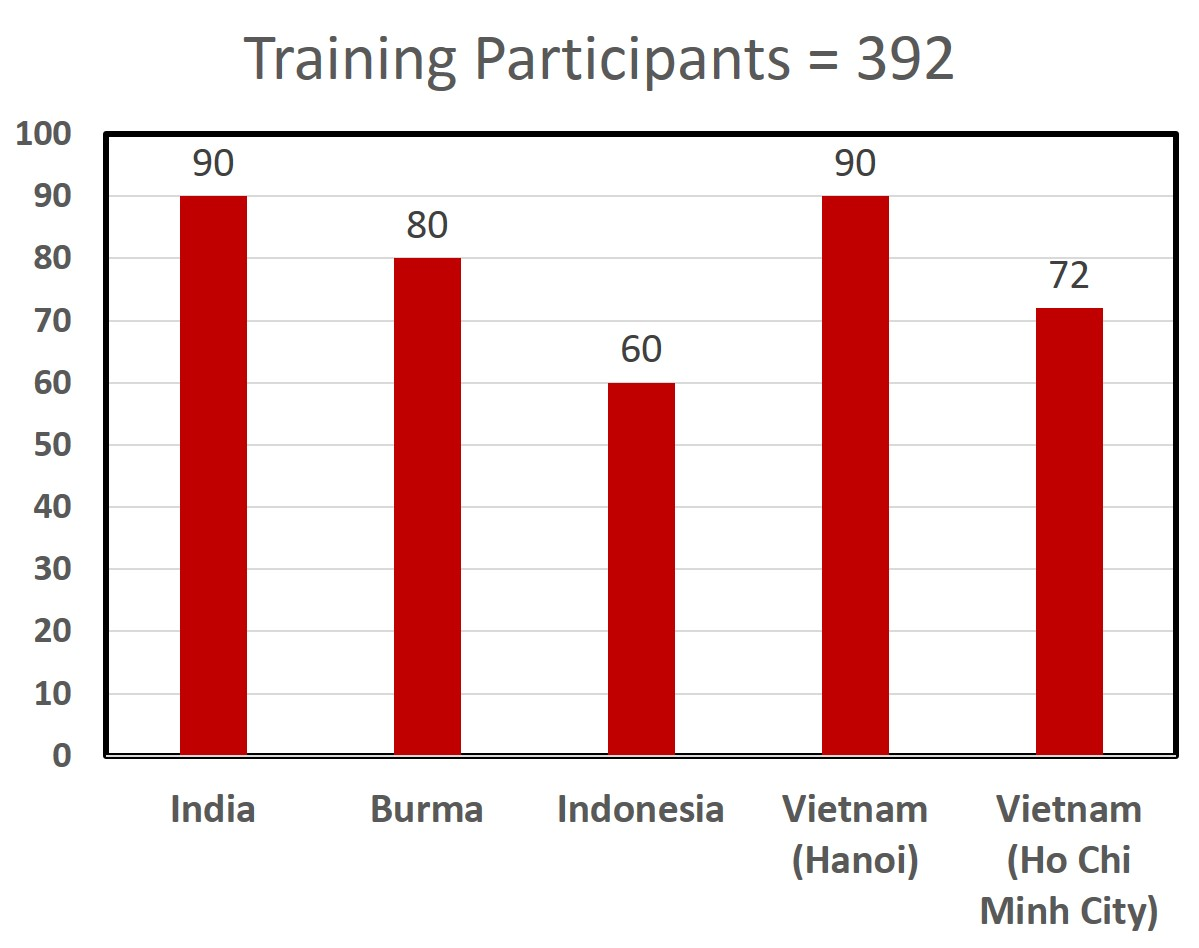 Training Participants = 392
100
90
80
70
60
50
40
30
20
10
0
90
80
60
90
72
India
Burma
Indonesia
Vietnam
(Hanoi)
Vietnam
(Ho Chi
Minh City)